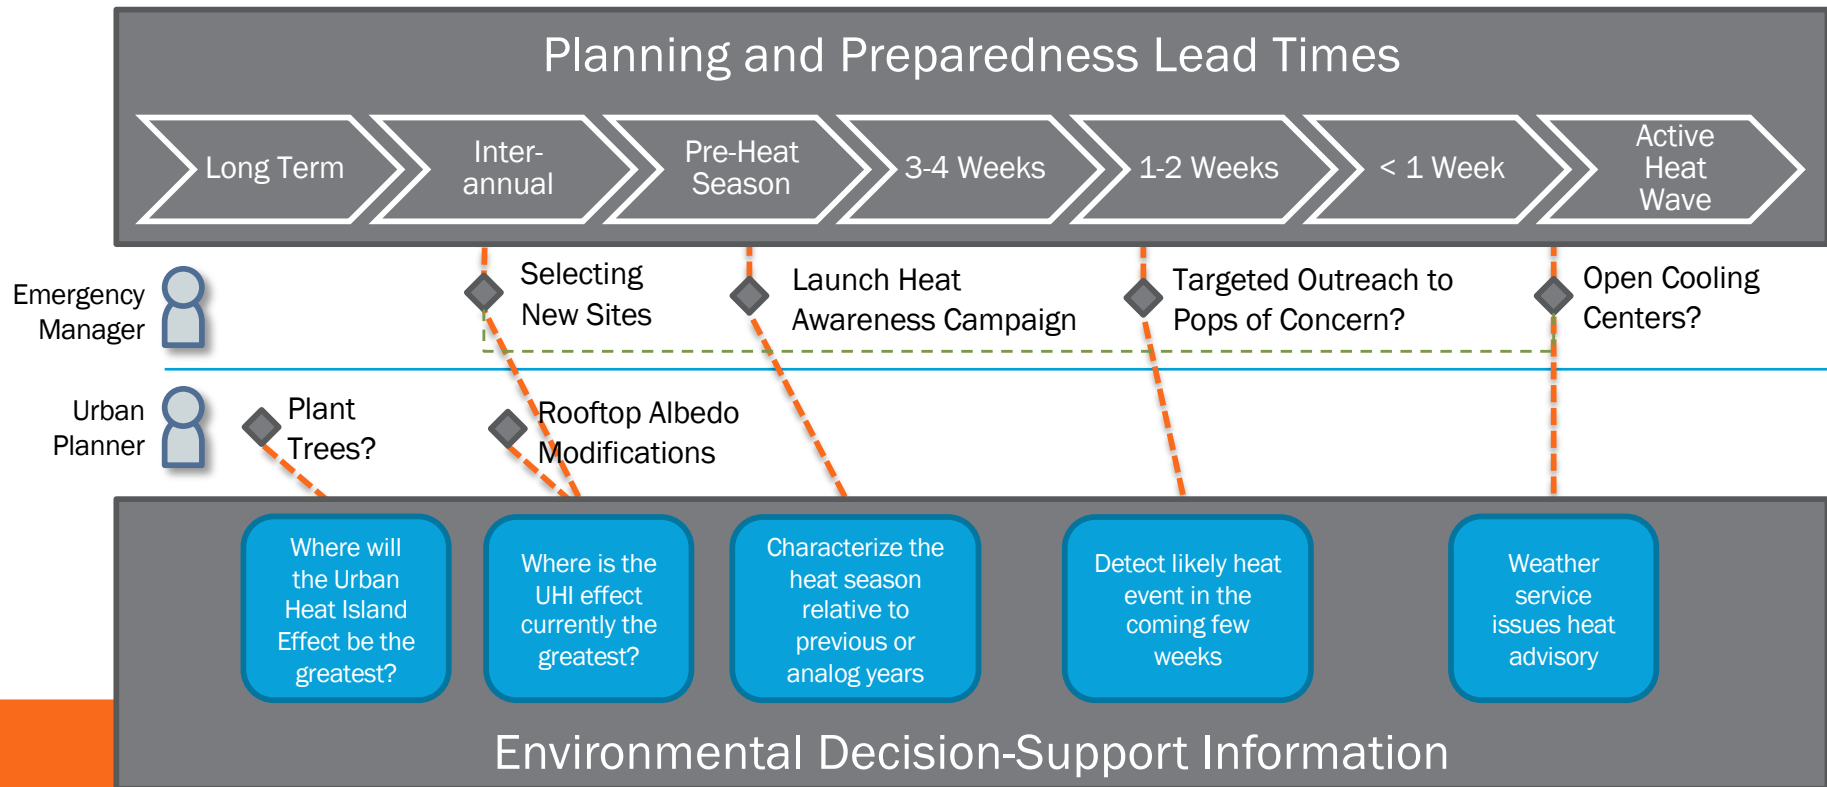 Planning and Preparedness Lead Times
Long Term
Inter-
annual
Pre-Heat
Season
3-4 Weeks
1-2 Weeks
< 1 Week
Active
Heat
Wave
Emergency
Manager
Selecting
New Sites
Launch Heat
Awareness Campaign
Targeted Outreach to
Pops of Concern?
Open Cooling
Centers?
Urban
Planner
Plant
Trees?
Rooftop Albedo
Modifications
Where will
the Urban
Heat Island
Effect be the
greatest?
Where is the
UHI effect
currently the
greatest?
Characterize the
heat season
relative to
previous or
analog years
Detect likely heat
event in the
coming few
weeks
Weather
service
issues heat
advisory
Environmental Decision-Support Information